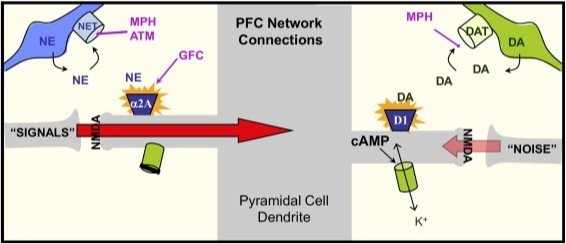 MPH
ATM
NET
NE
GFC
NE
NE
α2A
"SIGNALS"
NMDA
PFC Network
Connections
Pyramidal Cell
Dendrite
MPH
DAT
DA
DA
DA
DA
D1
cAMP
NMDA
"NOISE"
K+